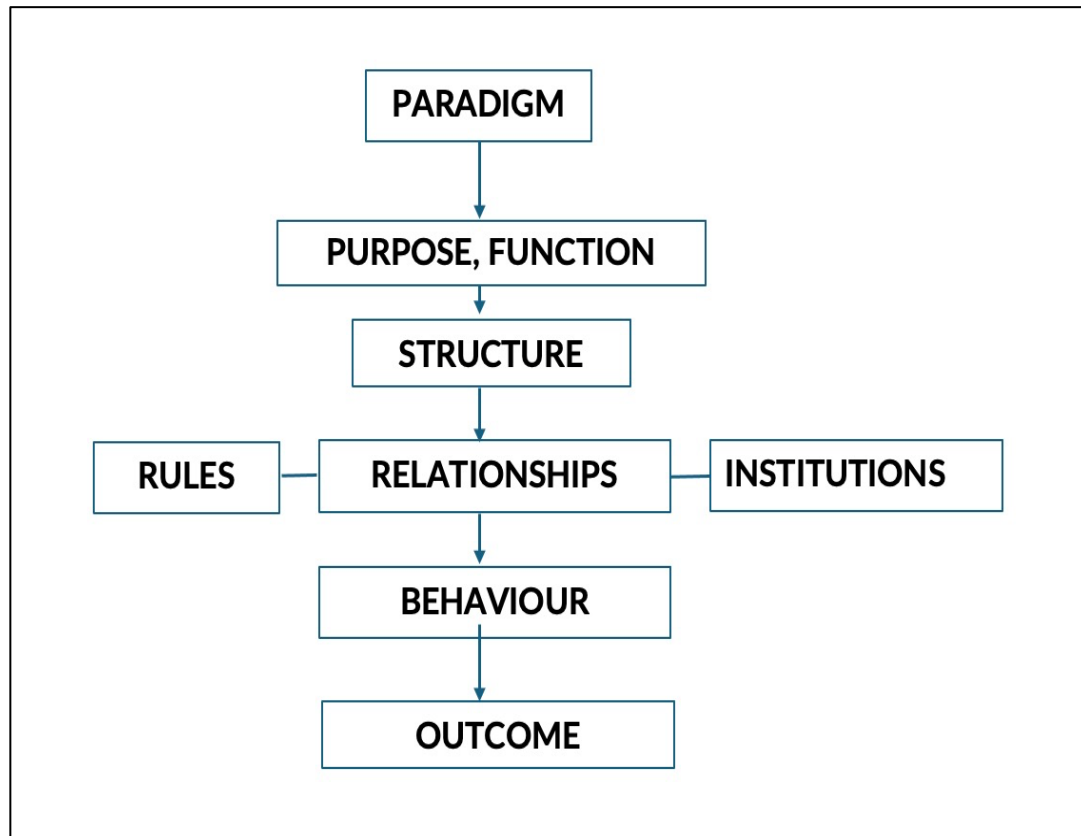 PARADIGM
PURPOSE, FUNCTION
STRUCTURE
RULES
RELATIONSHIPS
INSTITUTIONS
BEHAVIOUR
OUTCOME